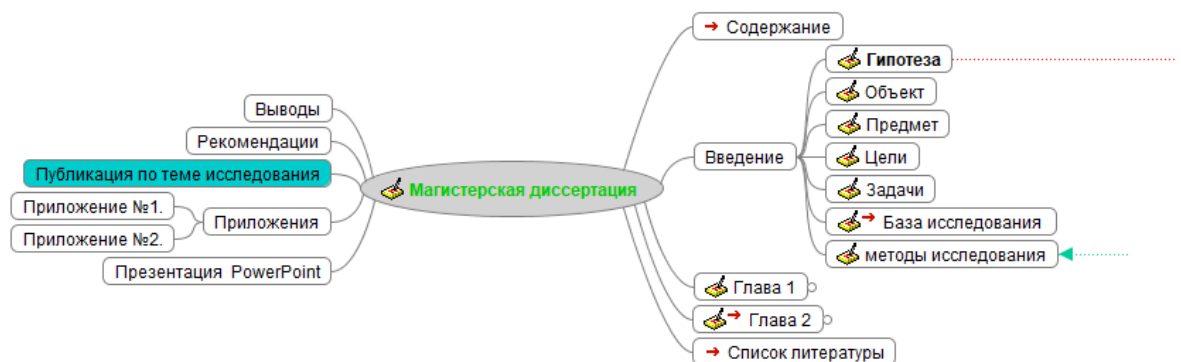 Содержание
Гипотеза
Объект
Предмет
Введение
Цели
Задачи
База исследования
методы исследования
Глава 1
Глава 2
Список литературы
Магистерская диссертация
Выводы
Рекомендации
Публикация по теме исследования
Приложение №1.
Приложения
Приложение №2.
Презентация PowerPoint